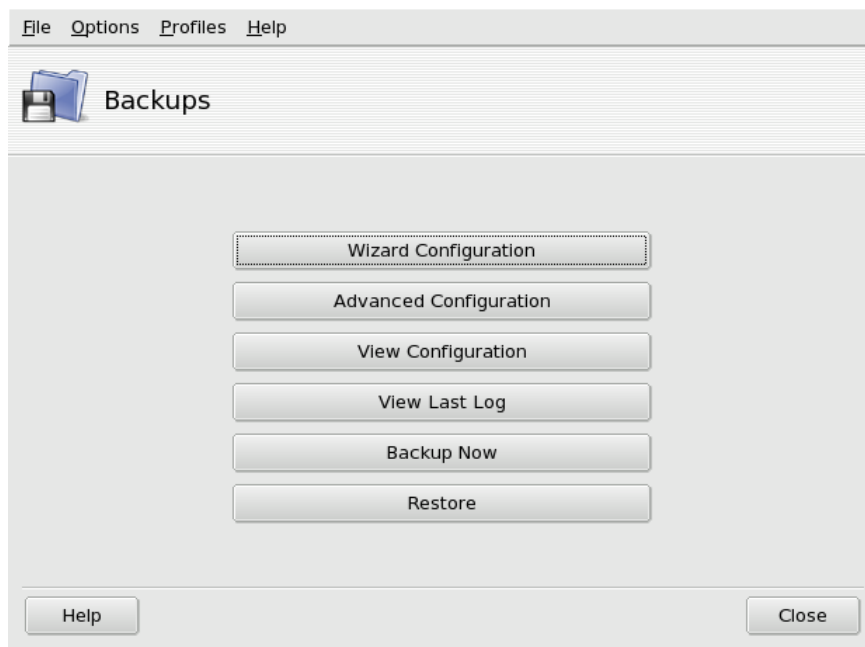 File Options Profiles Help
Backups
Wizard Configuration
Advanced Configuration
View Configuration
View Last Log
Backup Now
Restore
Help Close